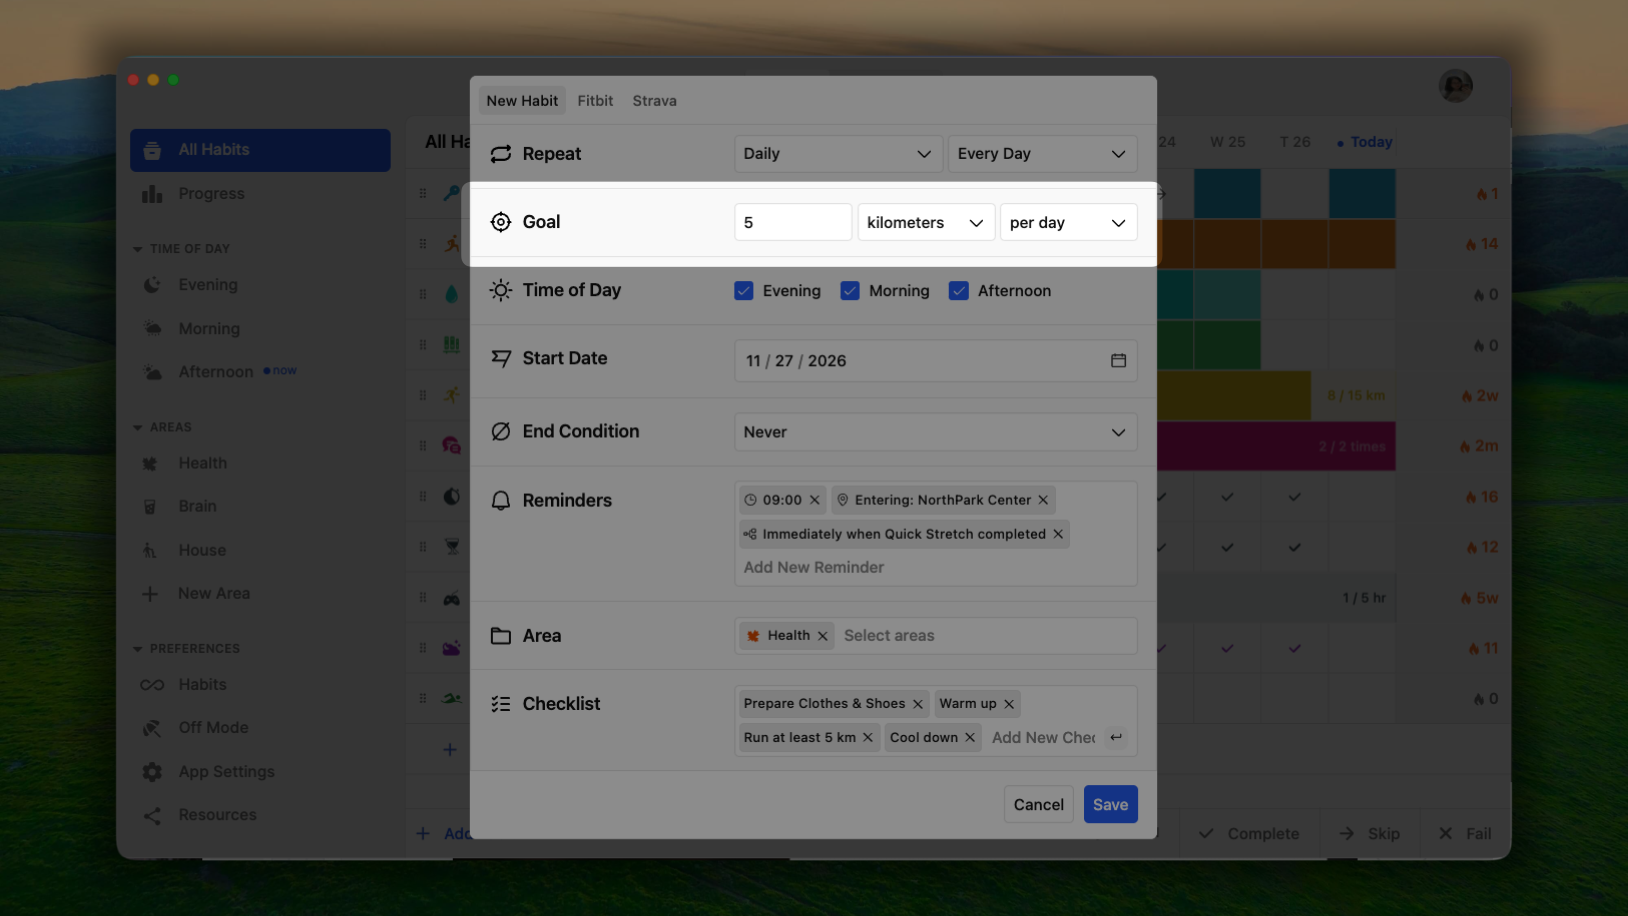 New Habit Fitbit Strava
All Ha
24 W 25 T 26 Today
All Habits
Progress
TIME OF DAY
Evening
Morning
Afternoon now
AREAS
Health
Brain
House
New Area
PREFERENCES
Habits
Off Mode
App Settings
Resources
Repeat Daily Every Day
Goal 5 kilometers per day
Time of Day Evening Morning Afternoon
Start Date 11 / 27 / 2026
End Condition Never
Reminders 09:00 Entering: NorthPark Center
Immediately when Quick Stretch completed
Add New Reminder
Area Health Select areas
Checklist Prepare Clothes & Shoes Warm up
Run at least 5 km Cool down Add New Chec
Cancel Save
1
14
0
0
8 / 15 km 2w
2 / 2 times 2m
16
12
1 / 5 hr 5w
11
0
Add Complete Skip Fail